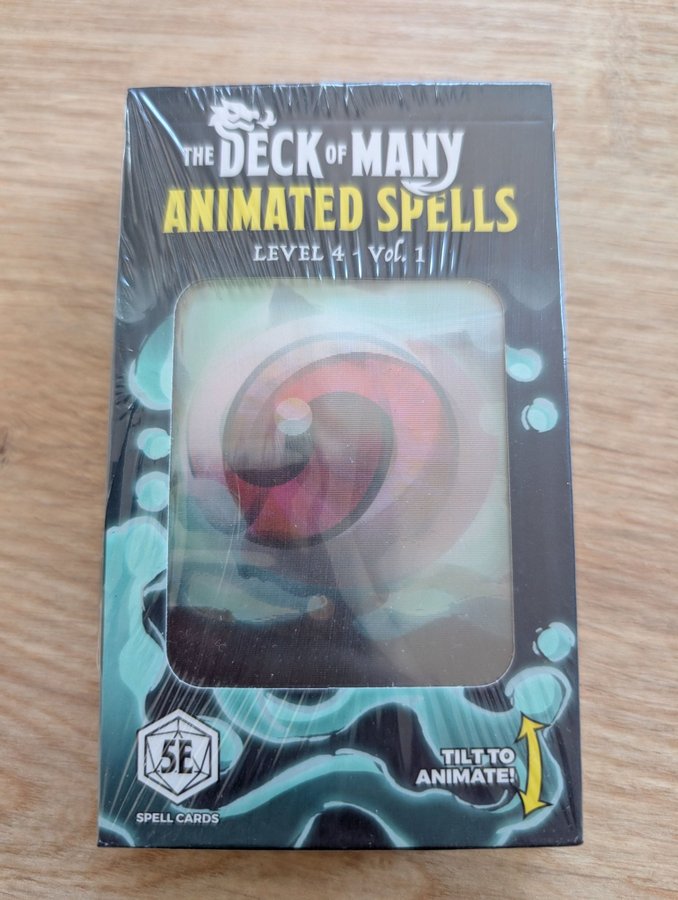 THE DECK OF MANY
ANIMATED SPELLS
LEVEL 4 - Vol. 1
5E
SPELL CARDS
TILT TO
ANIMATE!